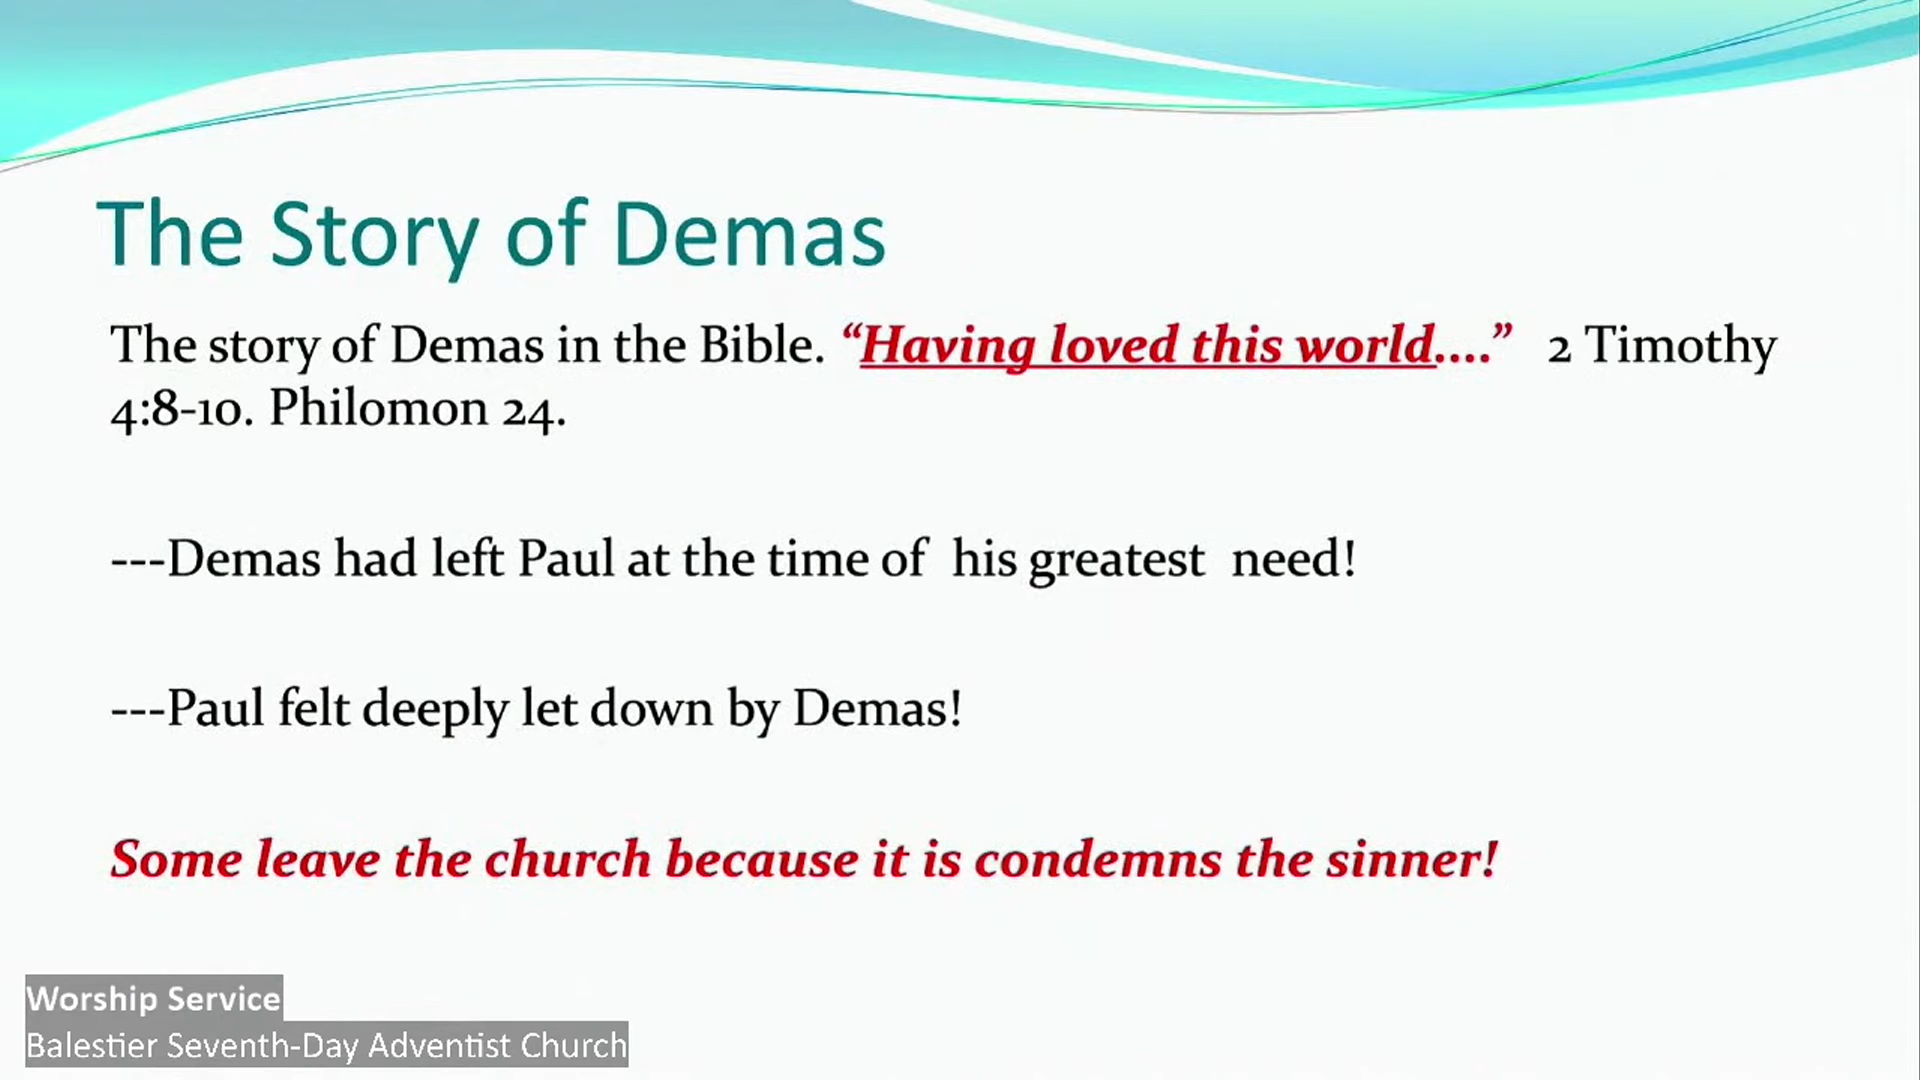 The Story of Demas
The story of Demas in the Bible. “Having loved this world....” 2 Timothy
4:8-10. Philomon 24.
---Demas had left Paul at the time of his greatest need!
---Paul felt deeply let down by Demas!
Some leave the church because it is condemns the sinner!
Worship Service
Balestier Seventh-Day Adventist Church